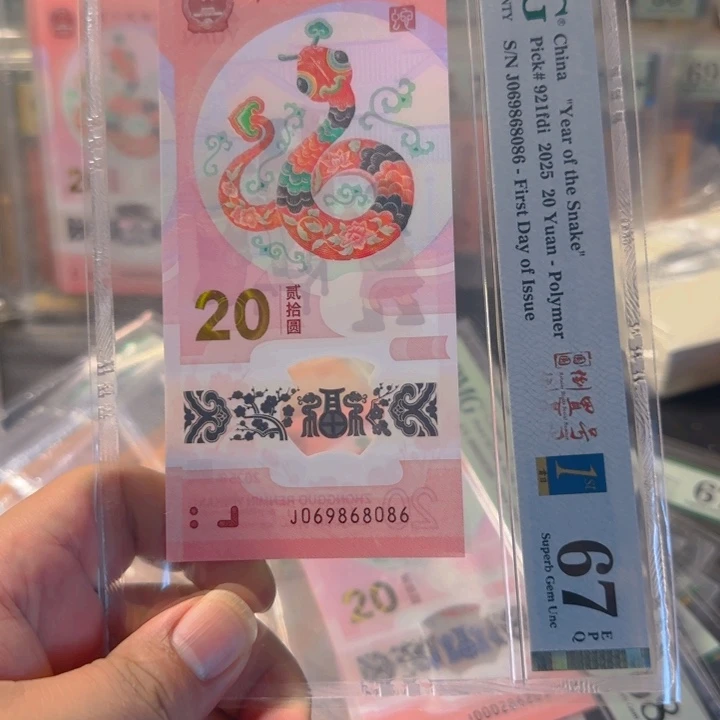 20
贰拾圆
J069868086
China "Year of the Snake"
Pick# 921fdi 2025 20 Yuan - Polymer
S/N J069868086 - First Day of Issue
1st
67
E
P
Q
Superb Gem Unc
20